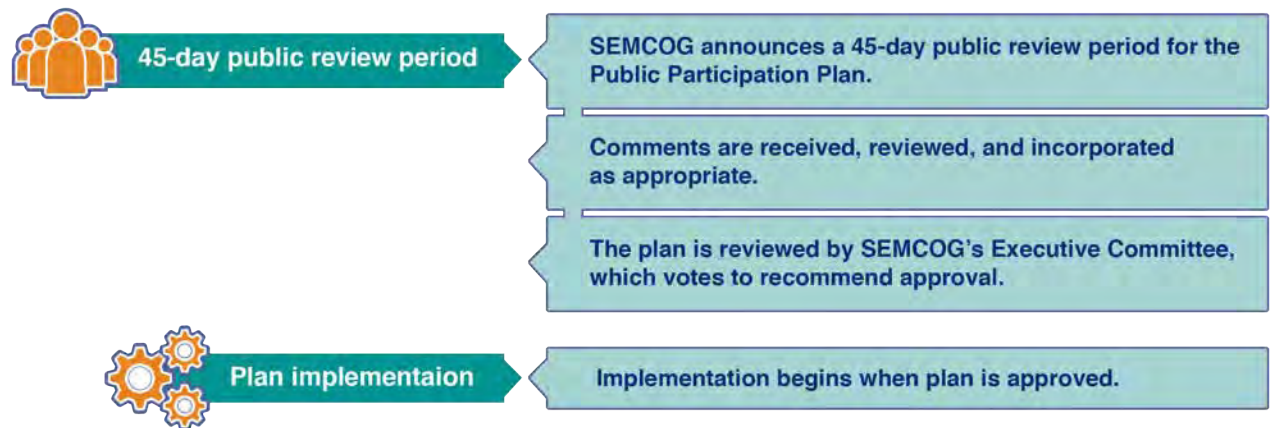 45-day public review period
SEMCOG announces a 45-day public review period for the
Public Participation Plan.
Comments are received, reviewed, and incorporated
as appropriate.
The plan is reviewed by SEMCOG's Executive Committee,
which votes to recommend approval.
Plan implementaion
Implementation begins when plan is approved.